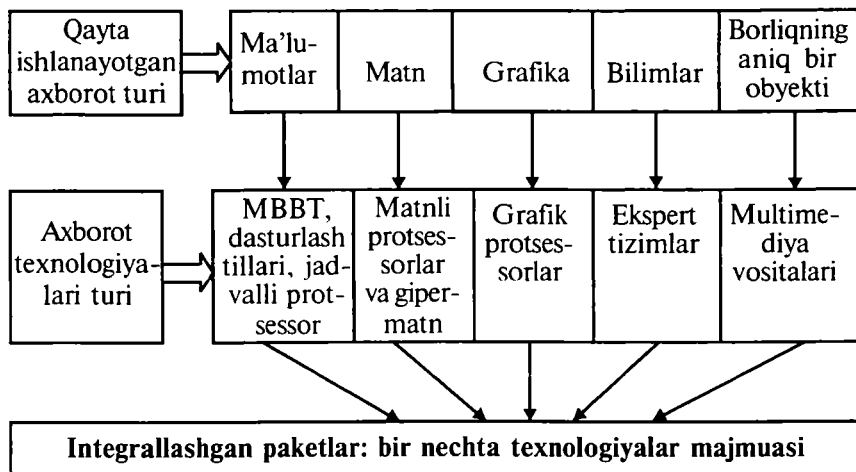 Qayta
ishlanayotgan
axborot turi
Ma'lu-
motlar
Matn
Grafika
Bilimlar
Borliqning
aniq bir
obyekti
Axborot
texnologiya-
lari turi
MBBT,
dasturlash
tillari, jad-
valli prot-
sessor
Matnli
protses-
sorlar
va giper-
matn
Grafik
protses-
sorlar
Ekspert
tizimlar
Multime-
diya
vositalari
Integrallashgan paketlar: bir nechta texnologiyalar majmuasi